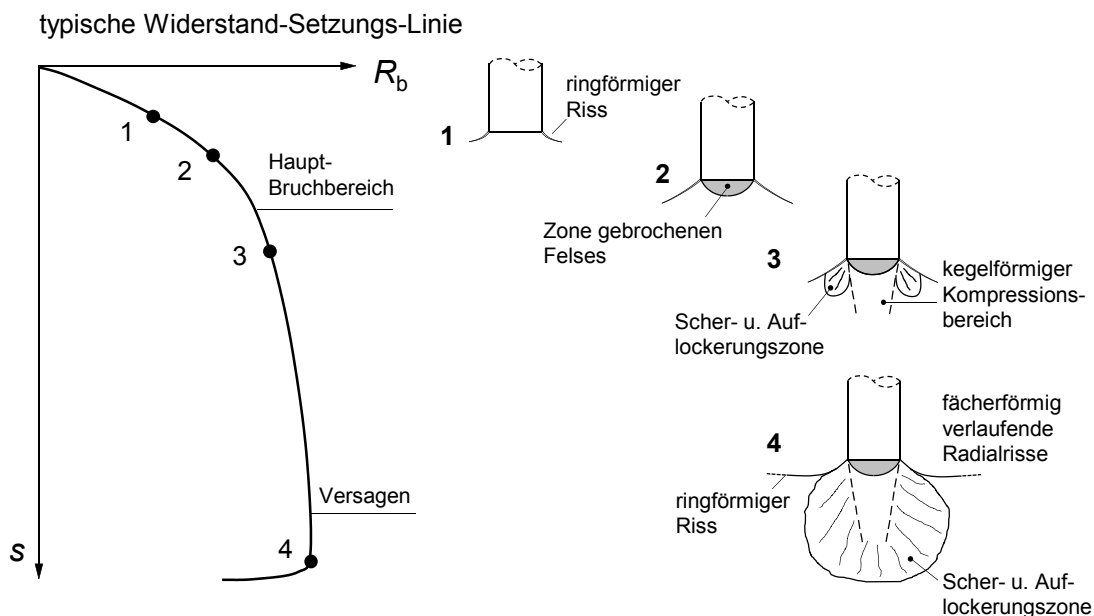 typische Widerstand-Setzungs-Linie
R_b
s
1
2
3
4
Haupt-
Bruchbereich
Versagen
1
ringförmiger
Riss
2
Zone gebrochenen
Felses
3
kegelförmiger
Kompressions-
bereich
Scher- u. Auf-
lockerungszone
4
fächerförmig
verlaufende
Radialrisse
ringförmiger
Riss
Scher- u. Auf-
lockerungszone